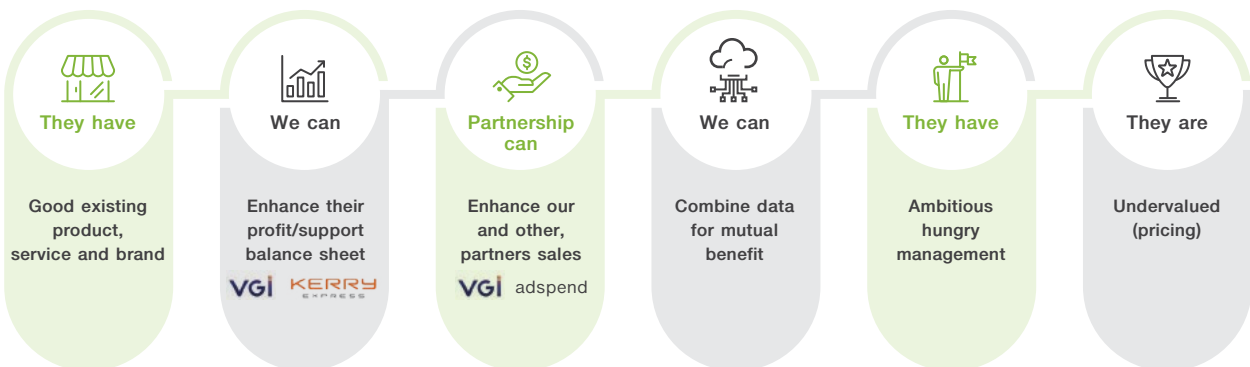 They have
Good existing
product,
service and brand
We can
Enhance their
profit/support
balance sheet
VGI KERRY
EXPRESS
Partnership
can
Enhance our
and other,
partners sales
VGI adspend
We can
Combine data
for mutual
benefit
They have
Ambitious
hungry
management
They are
Undervalued
(pricing)